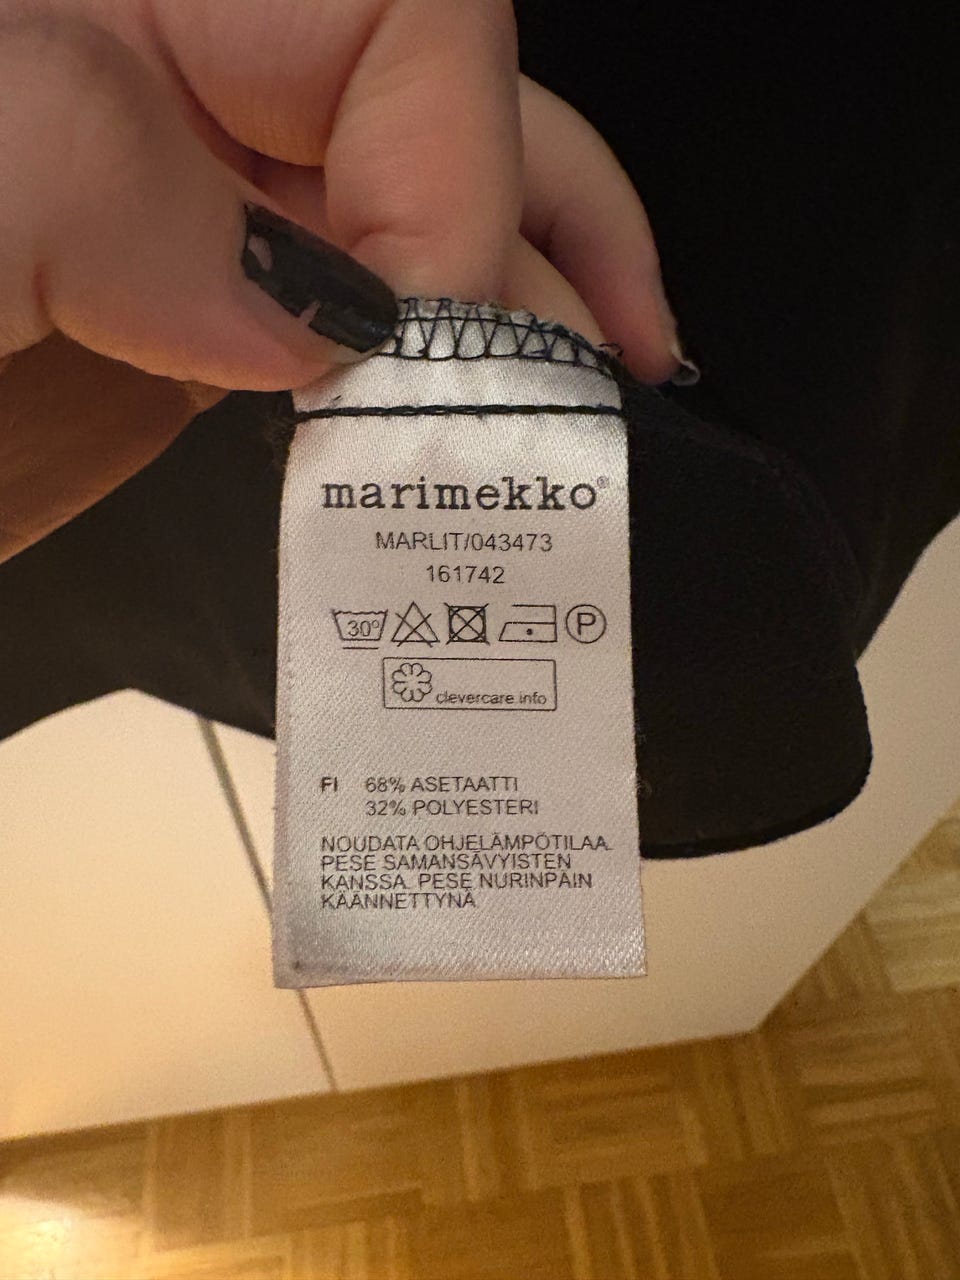 marimekko®
MARLIT/043473
161742
30°
P
clevercare.info
FI 68% ASETAATTI
32% POLYESTERI
NOUDATA OHJELÄMPÖTILAA.
PESE SAMANSÄVYISTEN
KANSSA. PESE NURINPÄIN
KÄÄNNETTYNÄ.